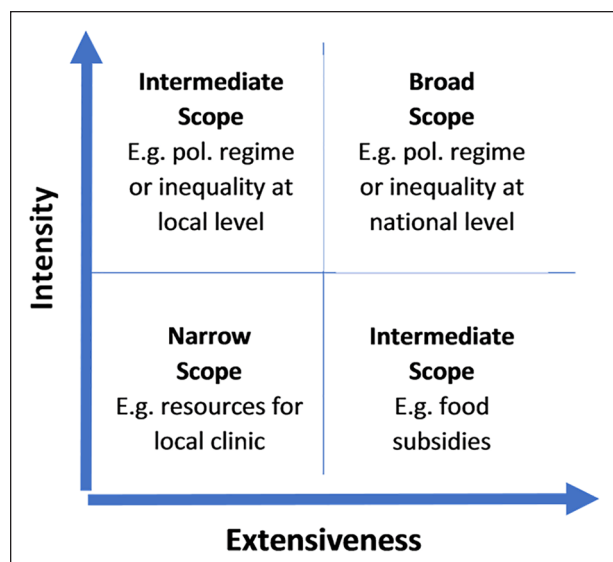 Intensity
Intermediate
Scope
E.g. pol. regime
or inequality at
local level
Broad
Scope
E.g. pol. regime
or inequality at
national level
Narrow
Scope
E.g. resources for
local clinic
Intermediate
Scope
E.g. food
subsidies
Extensiveness